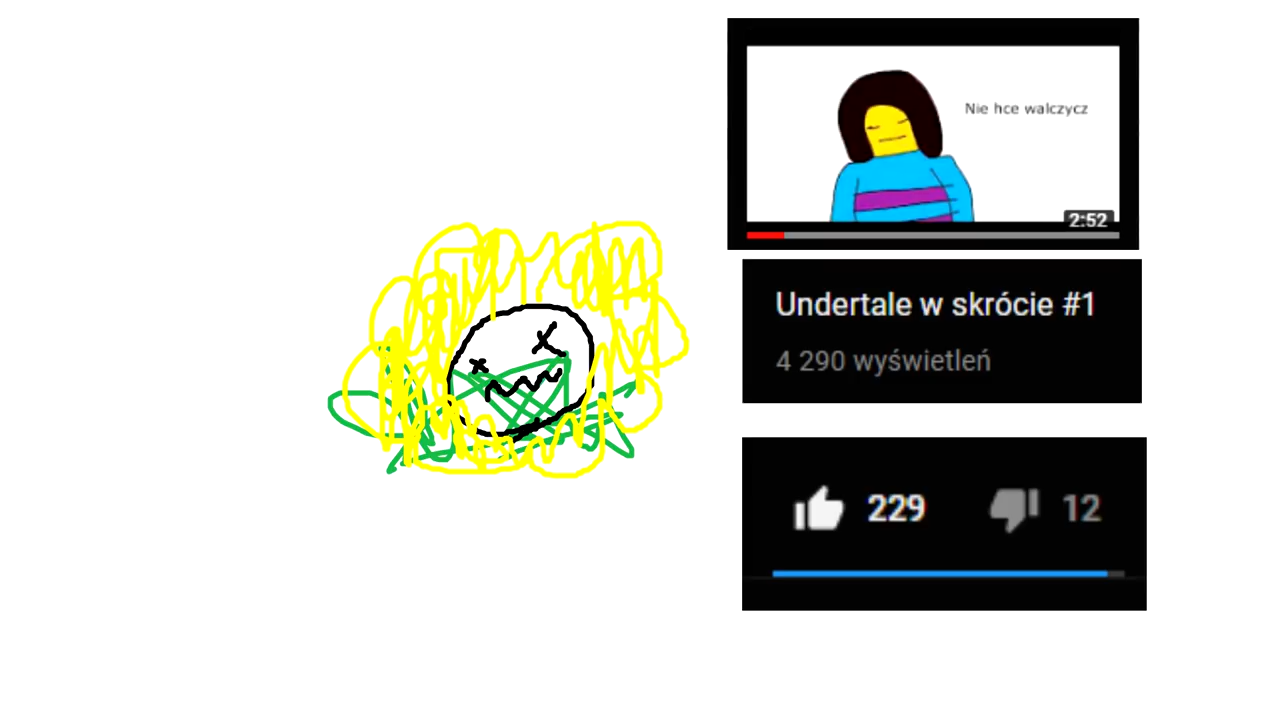 Nie hce walczycz
2:52
Undertale w skrócie #1
4 290 wyświetleń
229 12